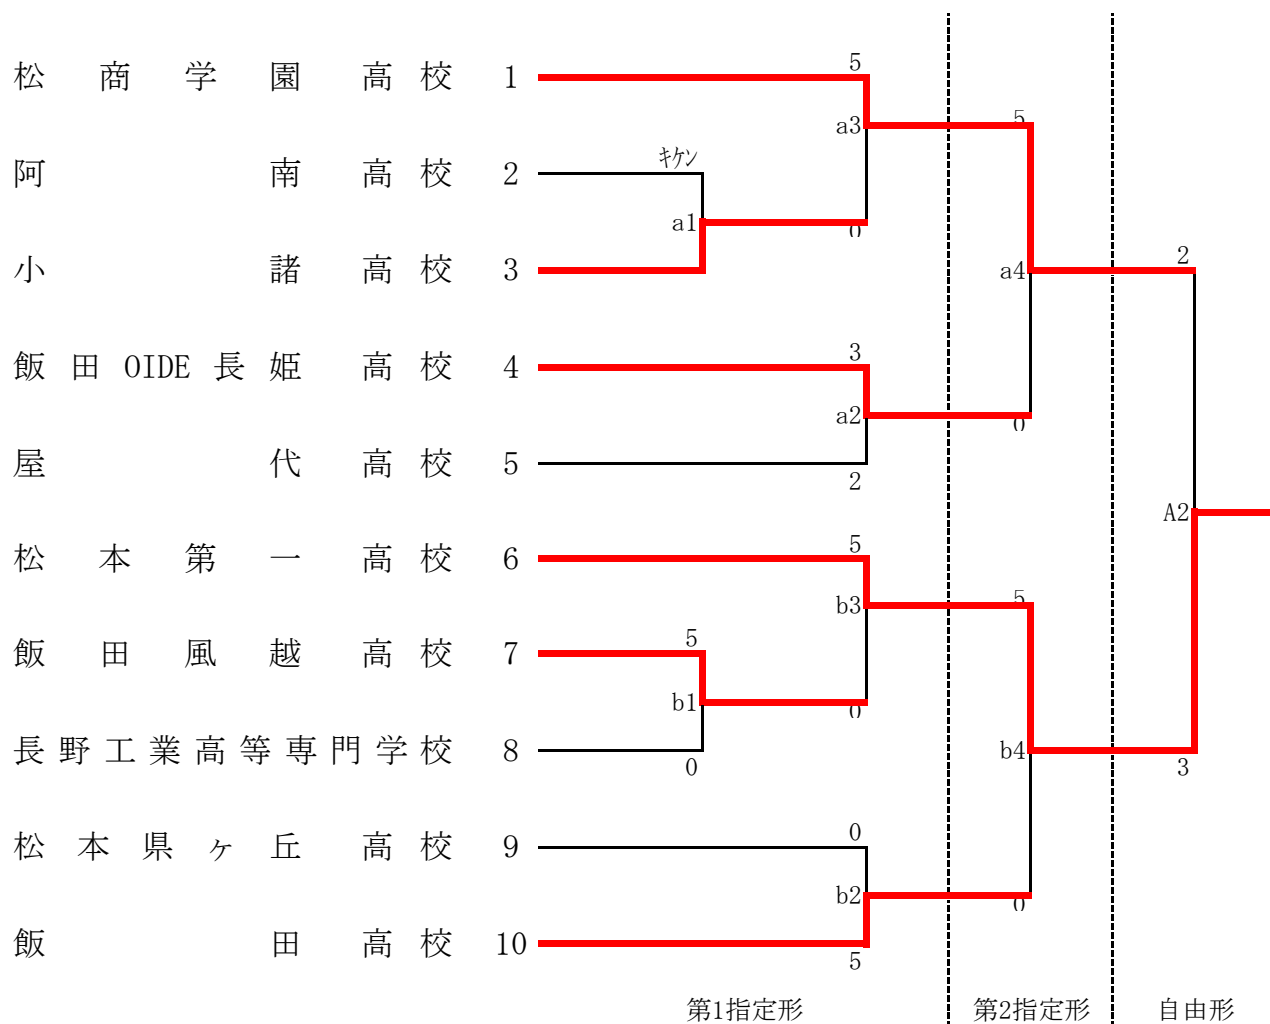 5
松商学園高校 1
a3
5
キケン
阿南高校 2
a1
0
2
小諸高校 3
a4
3
飯田OIDE長姫高校 4
a2
0
屋代高校 5
2
A2
5
松本第一高校 6
b3
5
5
飯田風越高校 7
b1
0
長野工業高等専門学校 8
b4
0
3
0
松本県ヶ丘高校 9
b2
0
飯田高校 10
5
第1指定形 第2指定形 自由形